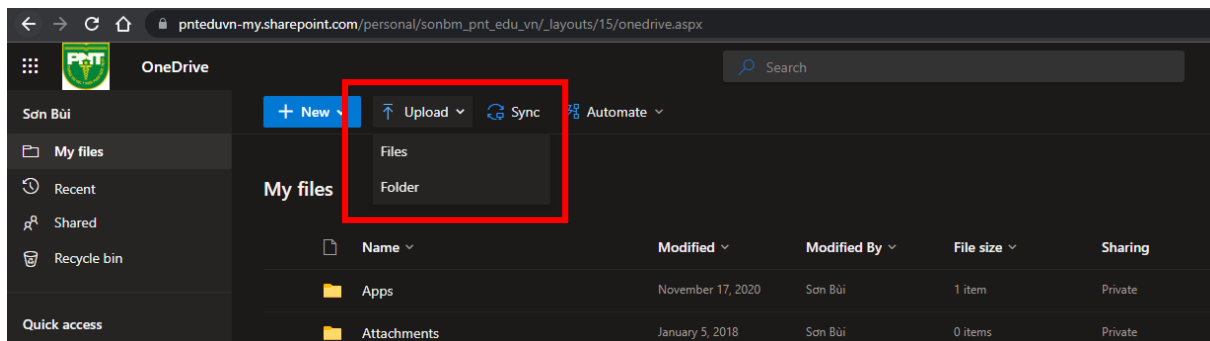 pnteduvn-my.sharepoint.com/personal/sonbm_pnt_edu_vn/_layouts/15/onedrive.aspx
PNT OneDrive Search
Sơn Bùi
+ New Upload Sync Automate
My files
Files
Recent
My files
Folder
Shared
Recycle bin
Name Modified Modified By File size Sharing
Apps November 17, 2020 Sơn Bùi 1 item Private
Quick access
Attachments January 5, 2018 Sơn Bùi 0 items Private